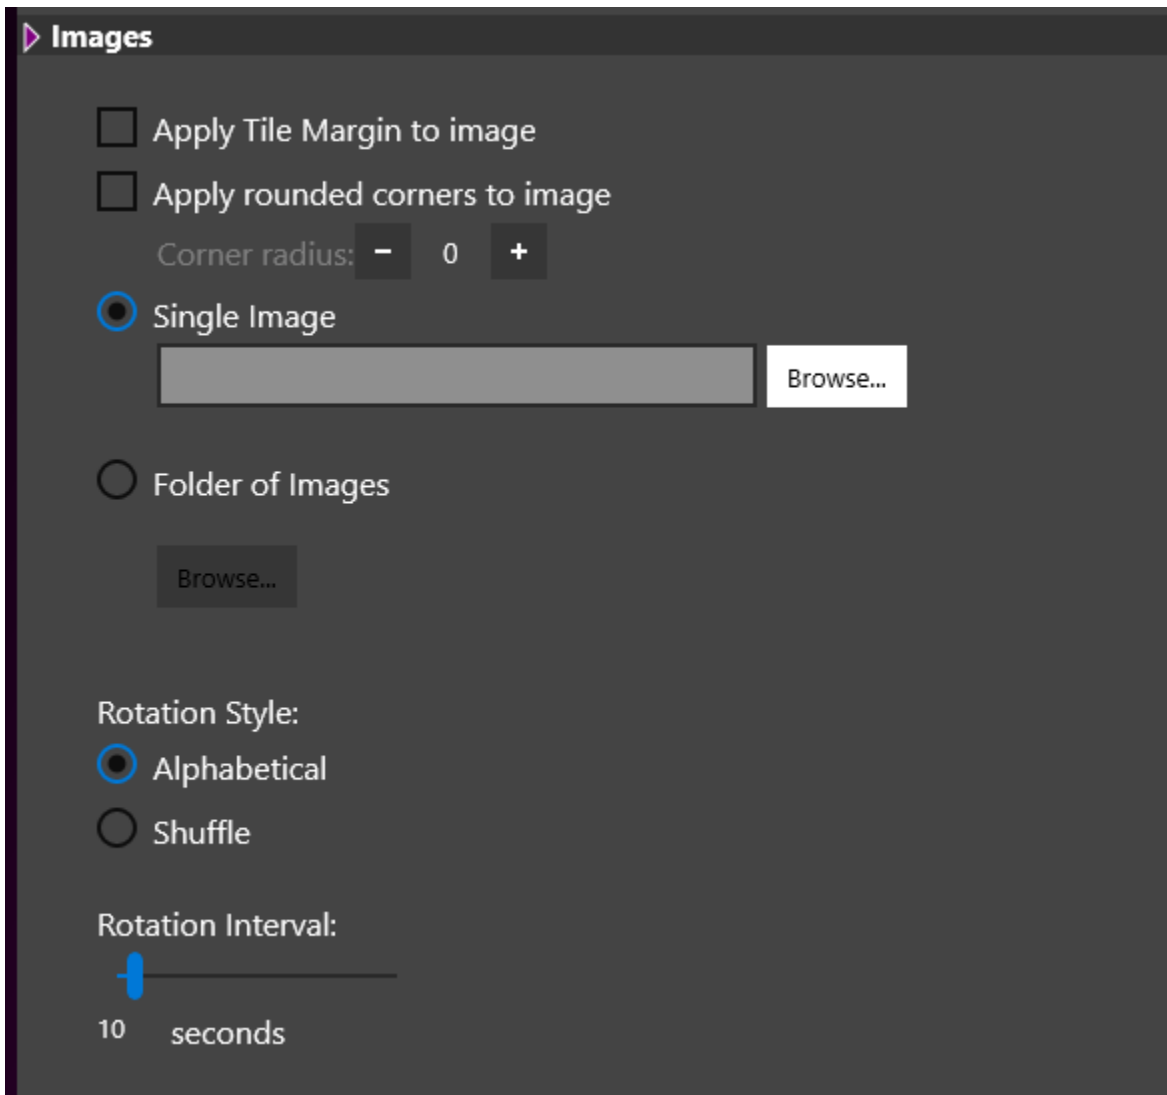 Images
Apply Tile Margin to image
Apply rounded corners to image
Corner radius: − 0 +
Single Image
Browse...
Folder of Images
Browse...
Rotation Style:
Alphabetical
Shuffle
Rotation Interval:
10 seconds